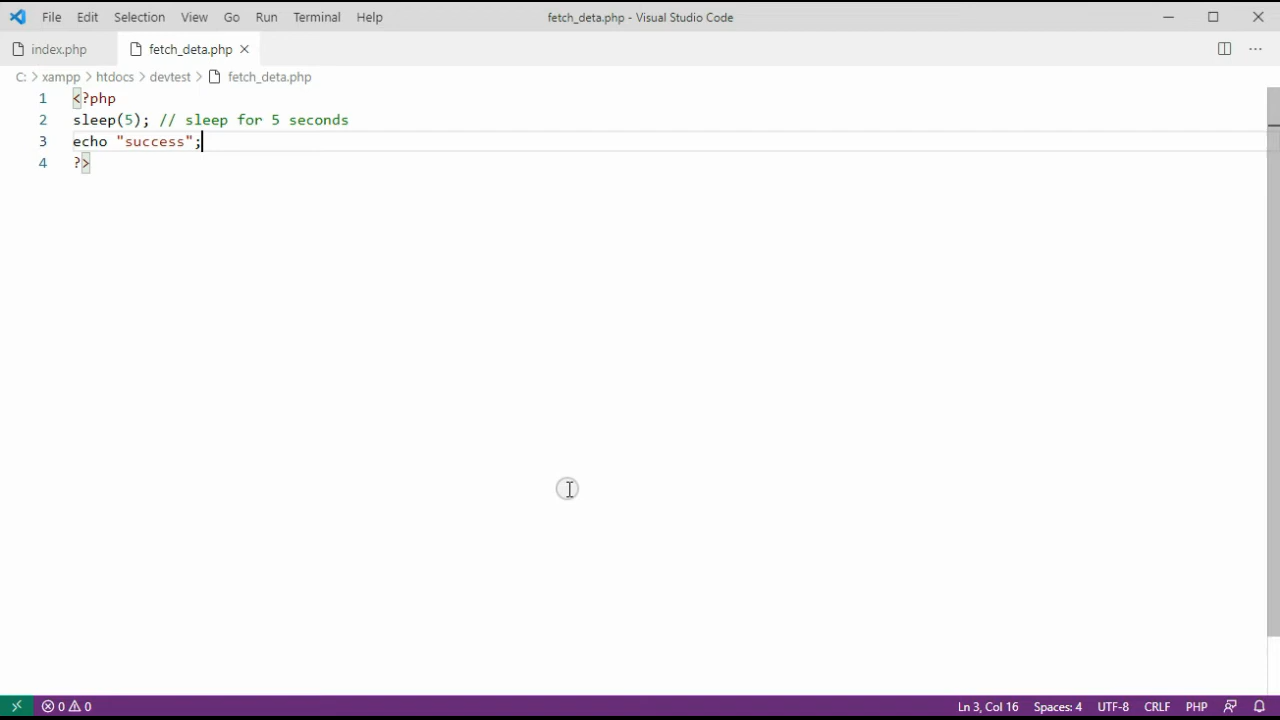 File Edit Selection View Go Run Terminal Help fetch_deta.php - Visual Studio Code
index.php fetch_deta.php
C: > xampp > htdocs > devtest > fetch_deta.php
1 <?php
2 sleep(5); // sleep for 5 seconds
3 echo "success";
4 ?>
0 0 Ln 3, Col 16 Spaces: 4 UTF-8 CRLF PHP